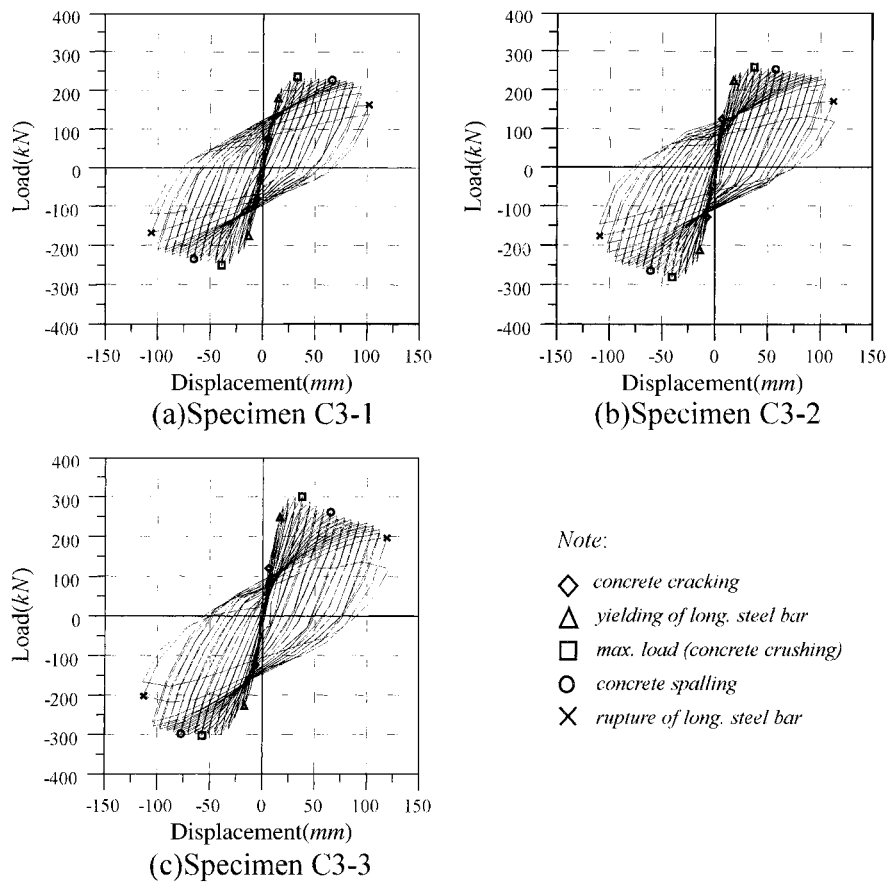 400
300
200
100
0
-100
-200
-300
-400
Load(kN)
-150 -100 -50 0 50 100 150
Displacement(mm)
(a)Specimen C3-1
400
300
200
100
0
-100
-200
-300
-400
Load(kN)
-150 -100 -50 0 50 100 150
Displacement(mm)
(b)Specimen C3-2
400
300
200
100
0
-100
-200
-300
-400
Load(kN)
-150 -100 -50 0 50 100 150
Displacement(mm)
(c)Specimen C3-3
Note:
concrete cracking
yielding of long. steel bar
max. load (concrete crushing)
concrete spalling
rupture of long. steel bar